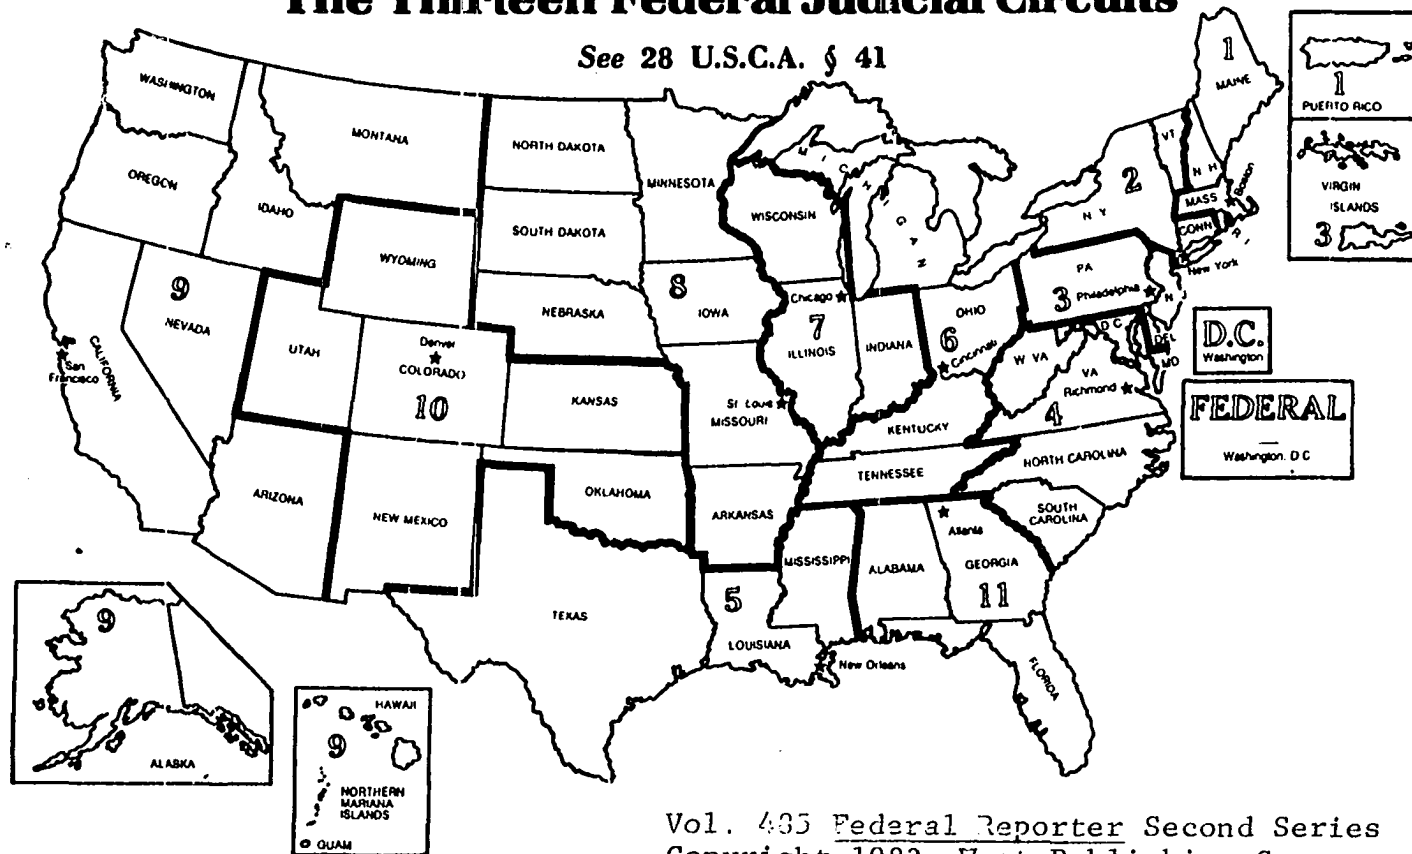 The Thirteen Federal Judicial Circuits
See 28 U.S.C.A. § 41
1
MAINE
1
PUERTO RICO
VIRGIN
ISLANDS
3
WASHINGTON
MONTANA
NORTH DAKOTA
MINNESOTA
MICHIGAN
VT
N H
2
N Y
MASS
Boston
CONN
R I
New York
OREGON
IDAHO
WYOMING
SOUTH DAKOTA
WISCONSIN
9
NEVADA
CALIFORNIA
San
Francisco
UTAH
Denver
COLORADO
10
NEBRASKA
8
IOWA
Chicago
7
ILLINOIS
INDIANA
OHIO
6
Cincinnati
PA
3
Philadelphia
N J
D C
DEL
MD
D.C.
Washington
FEDERAL
Washington. D C
W VA
VA
Richmond
4
KANSAS
St Louis
MISSOURI
KENTUCKY
NORTH CAROLINA
TENNESSEE
SOUTH
CAROLINA
ARIZONA
NEW MEXICO
OKLAHOMA
ARKANSAS
MISSISSIPPI
ALABAMA
Atlanta
GEORGIA
11
TEXAS
5
LOUISIANA
New Orleans
FLORIDA
9
ALASKA
HAWAII
9
NORTHERN
MARIANA
ISLANDS
GUAM
Vol. 485 Federal Reporter Second Series